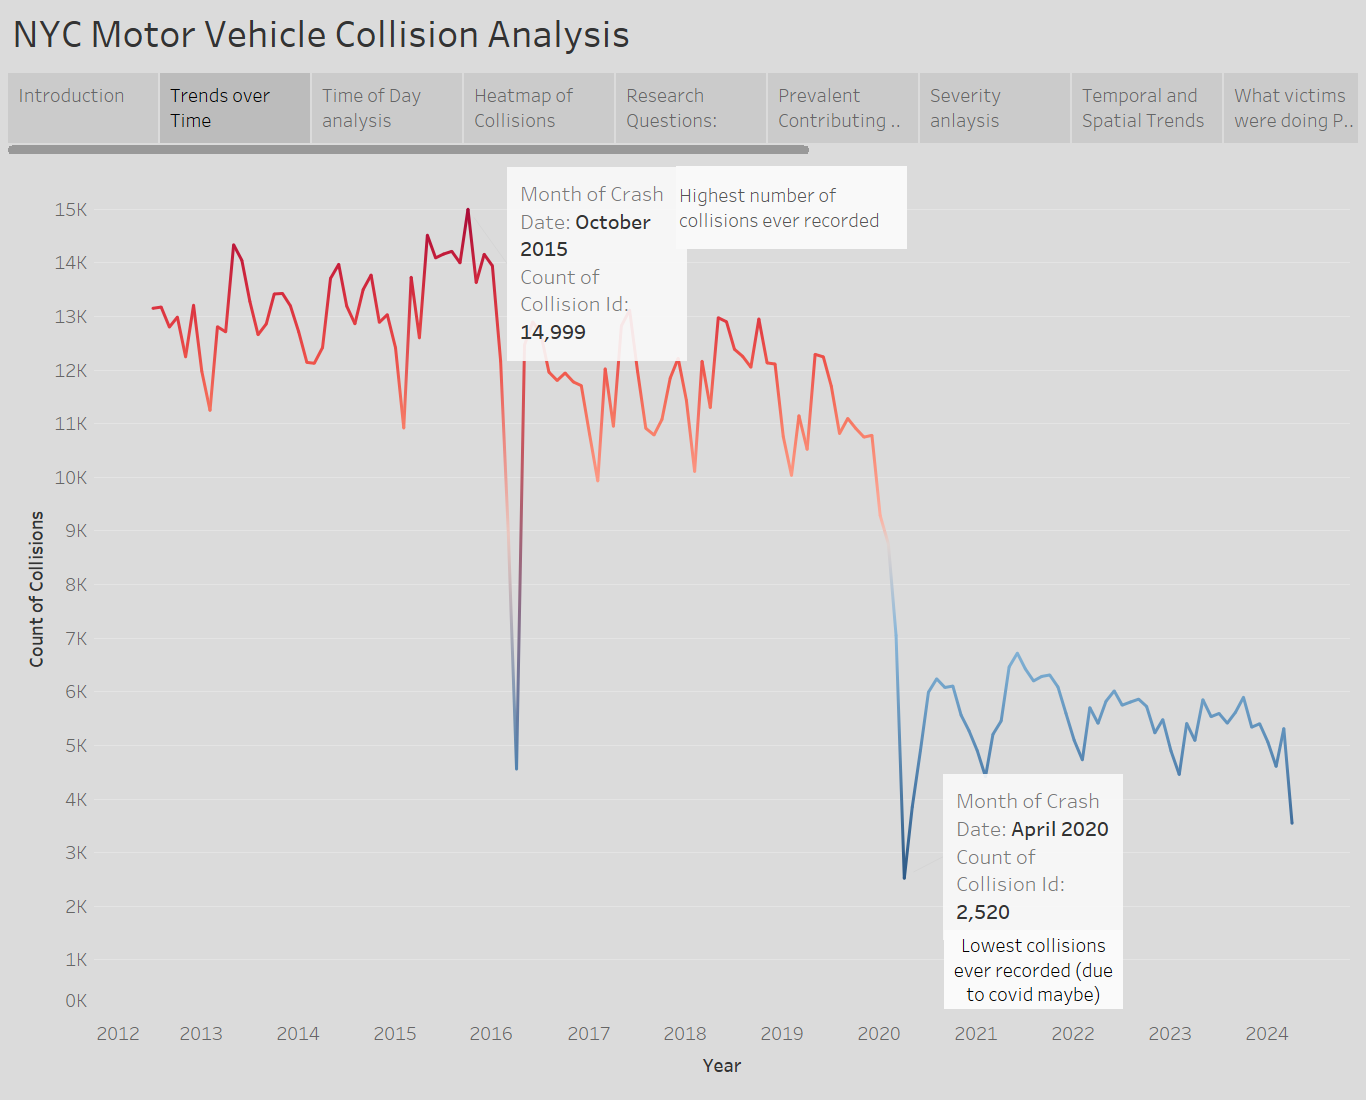 NYC Motor Vehicle Collision Analysis
Introduction
Trends over
Time
Time of Day
analysis
Heatmap of
Collisions
Research
Questions:
Prevalent
Contributing ..
Severity
anlaysis
Temporal and
Spatial Trends
What victims
were doing P..
Month of Crash
Date: October
2015
Count of
Collision Id:
14,999
Highest number of
collisions ever recorded
15K
14K
13K
12K
11K
10K
9K
8K
7K
6K
5K
4K
3K
2K
1K
0K
Count of Collisions
Month of Crash
Date: April 2020
Count of
Collision Id:
2,520
Lowest collisions
ever recorded (due
to covid maybe)
2012
2013
2014
2015
2016
2017
2018
2019
2020
2021
2022
2023
2024
Year